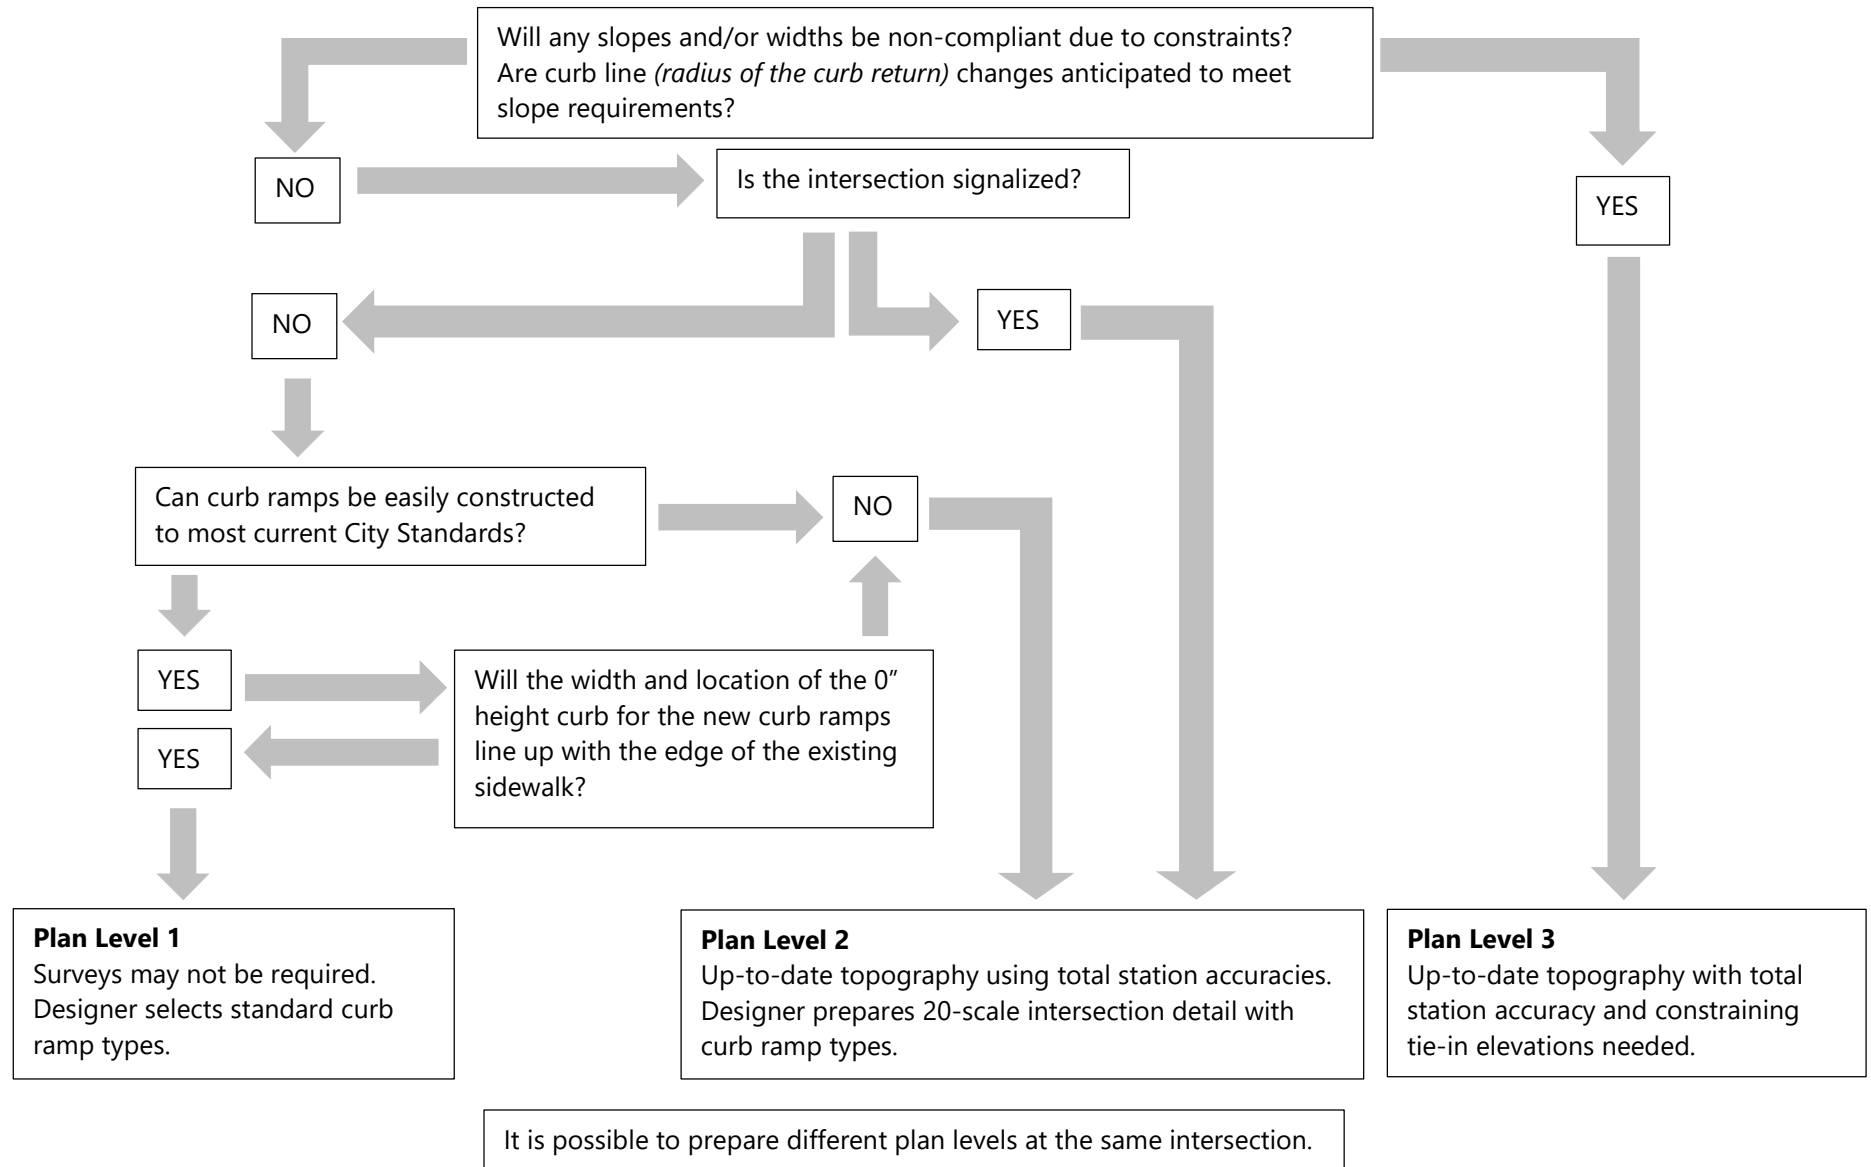 Will any slopes and/or widths be non-compliant due to constraints?
Are curb line (radius of the curb return) changes anticipated to meet
slope requirements?
NO
Is the intersection signalized?
YES
NO
YES
Can curb ramps be easily constructed
to most current City Standards?
NO
YES
Will the width and location of the 0”
height curb for the new curb ramps
line up with the edge of the existing
sidewalk?
YES
Plan Level 1
Surveys may not be required.
Designer selects standard curb
ramp types.
Plan Level 2
Up-to-date topography using total station accuracies.
Designer prepares 20-scale intersection detail with
curb ramp types.
Plan Level 3
Up-to-date topography with total
station accuracy and constraining
tie-in elevations needed.
It is possible to prepare different plan levels at the same intersection.